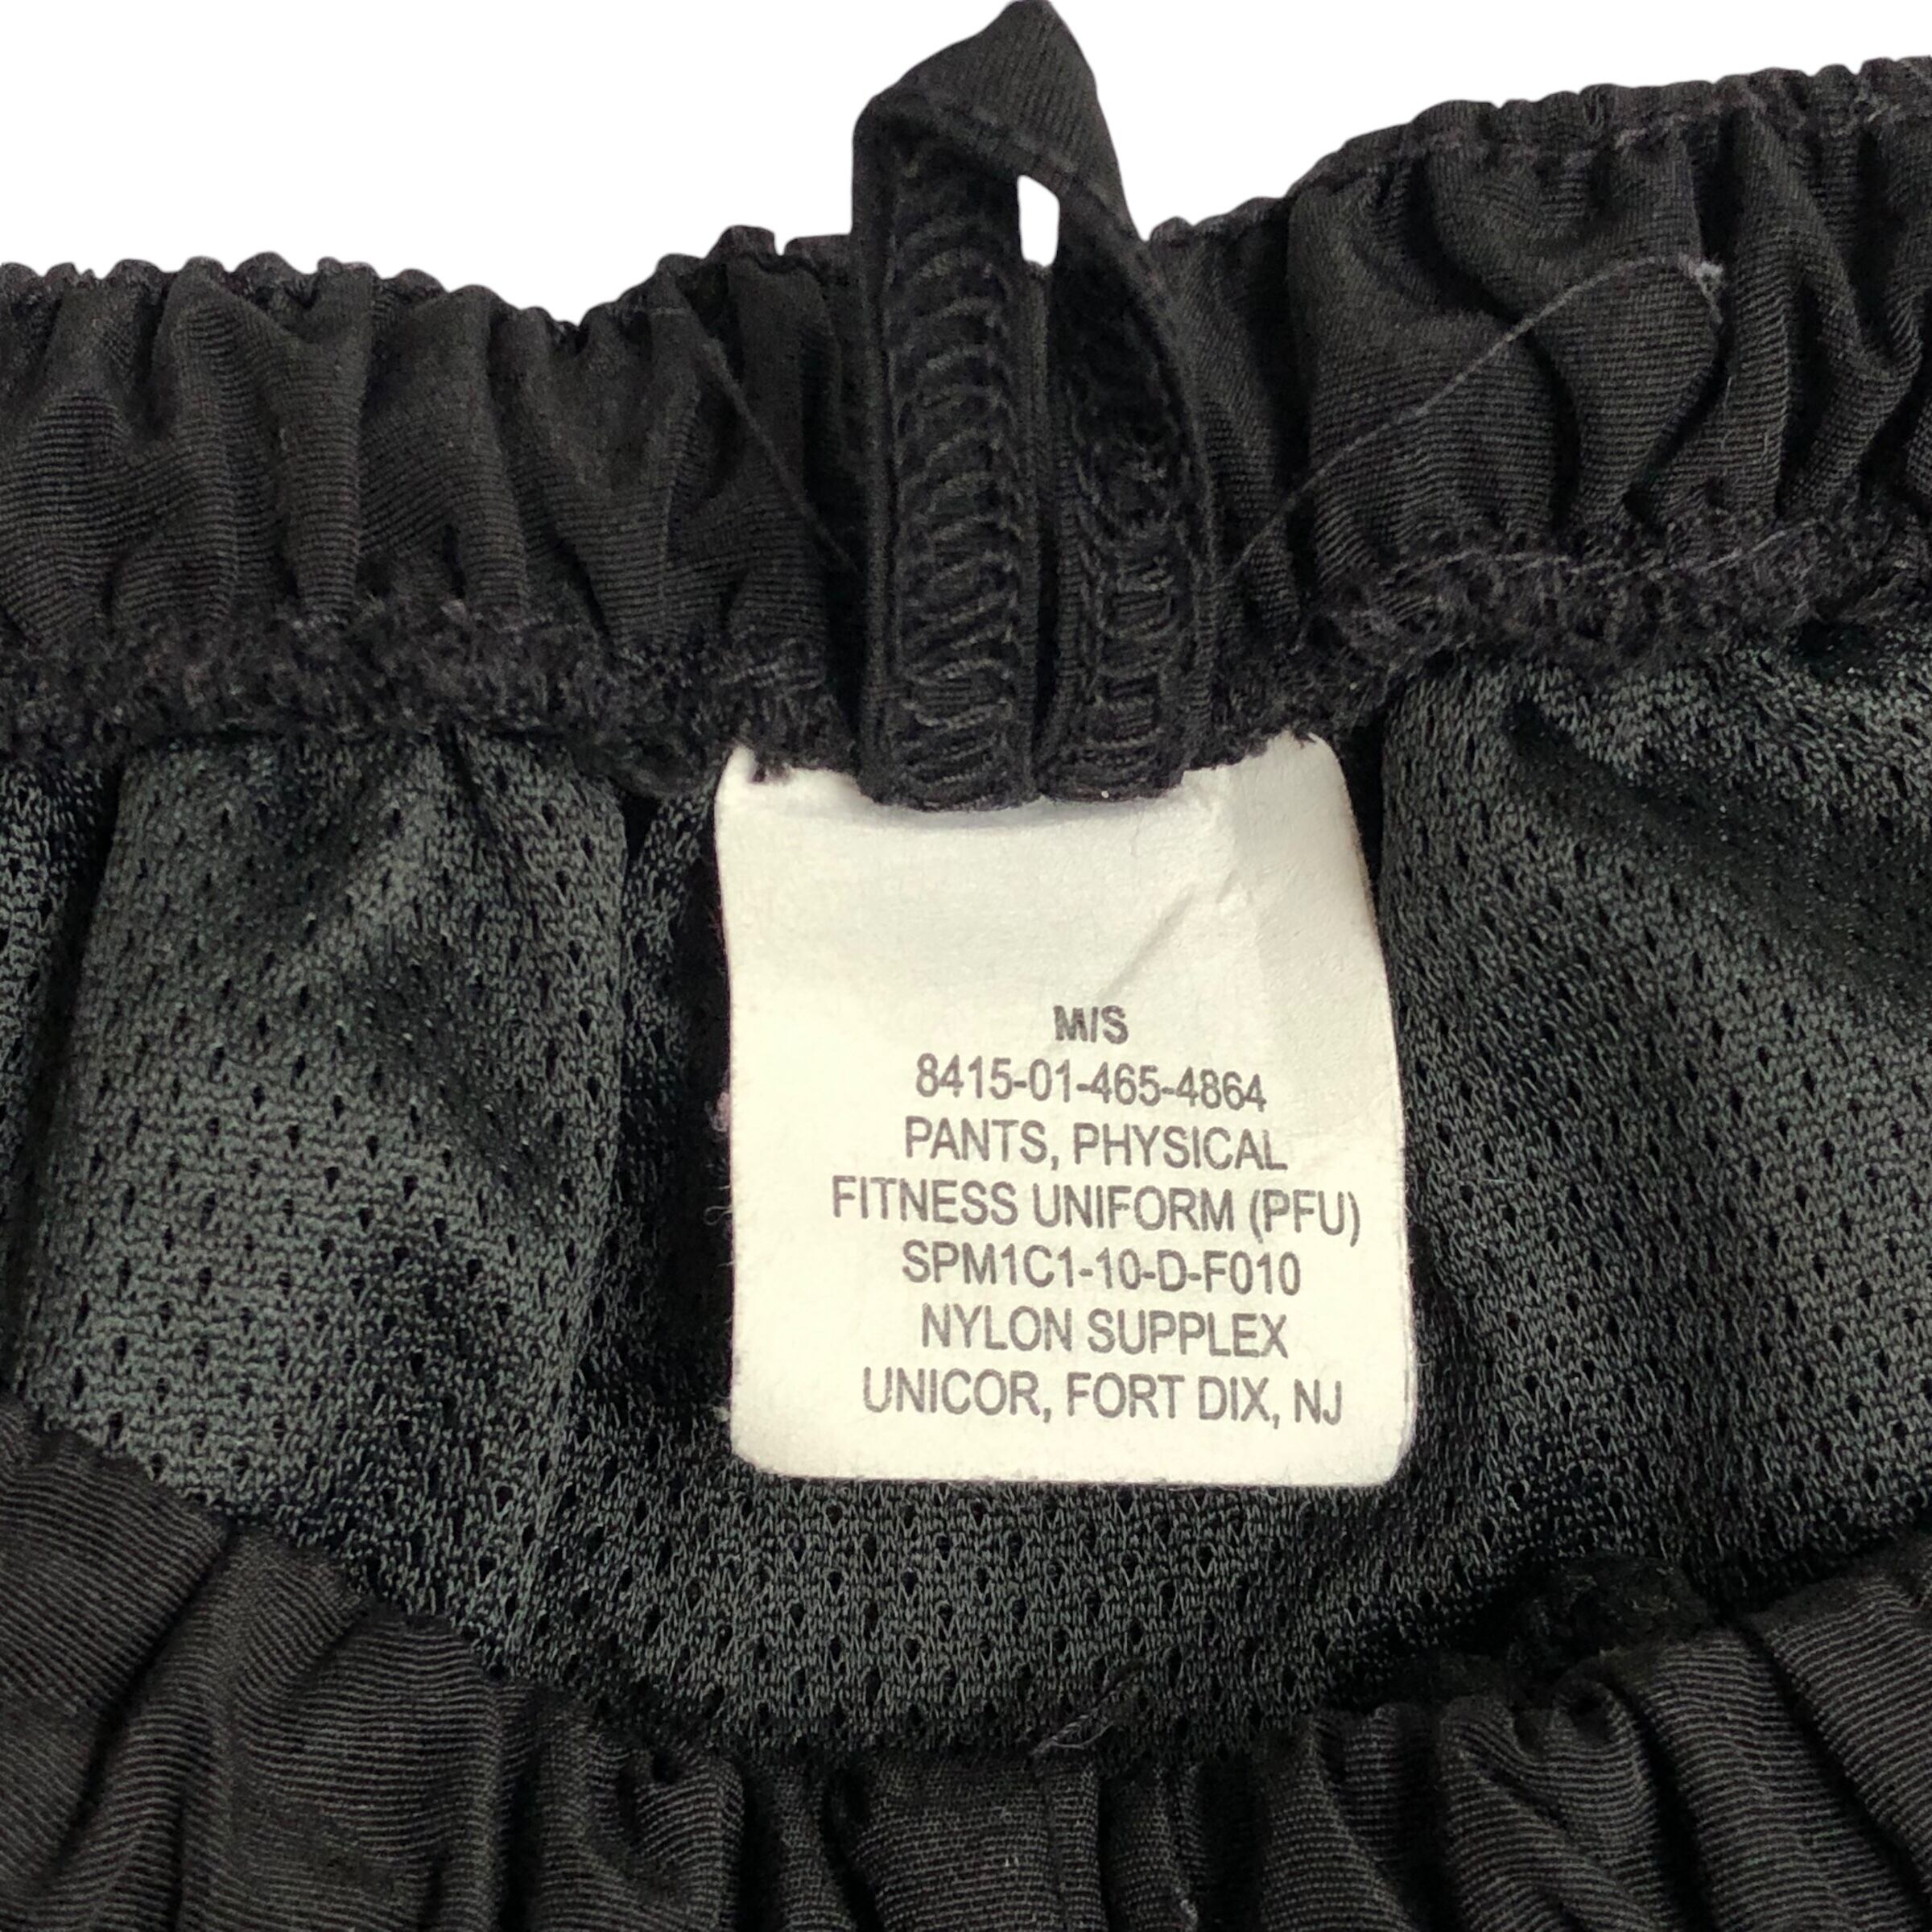 M/S
8415-01-465-4864
PANTS, PHYSICAL
FITNESS UNIFORM (PFU)
SPM1C1-10-D-F010
NYLON SUPPLEX
UNICOR, FORT DIX, NJ